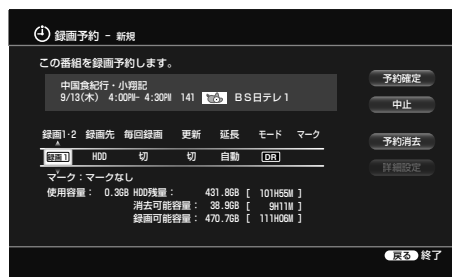 録画予約 - 新規
この番組を録画予約します。
中国食紀行・小翔記
9/13(木) 4:00PM- 4:30PM 141 BS日テレ1
予約確定
中止
予約消去
詳細設定
録画1・2 録画先 毎回録画 更新 延長 モード マーク
録画1 HDD 切 切 自動 DR
マーク：マークなし
使用容量： 0.3GB HDD残量： 431.8GB [ 101H55M ]
消去可能容量： 38.9GB [ 9H11M ]
録画可能容量： 470.7GB [ 111H06M ]
戻る 終了